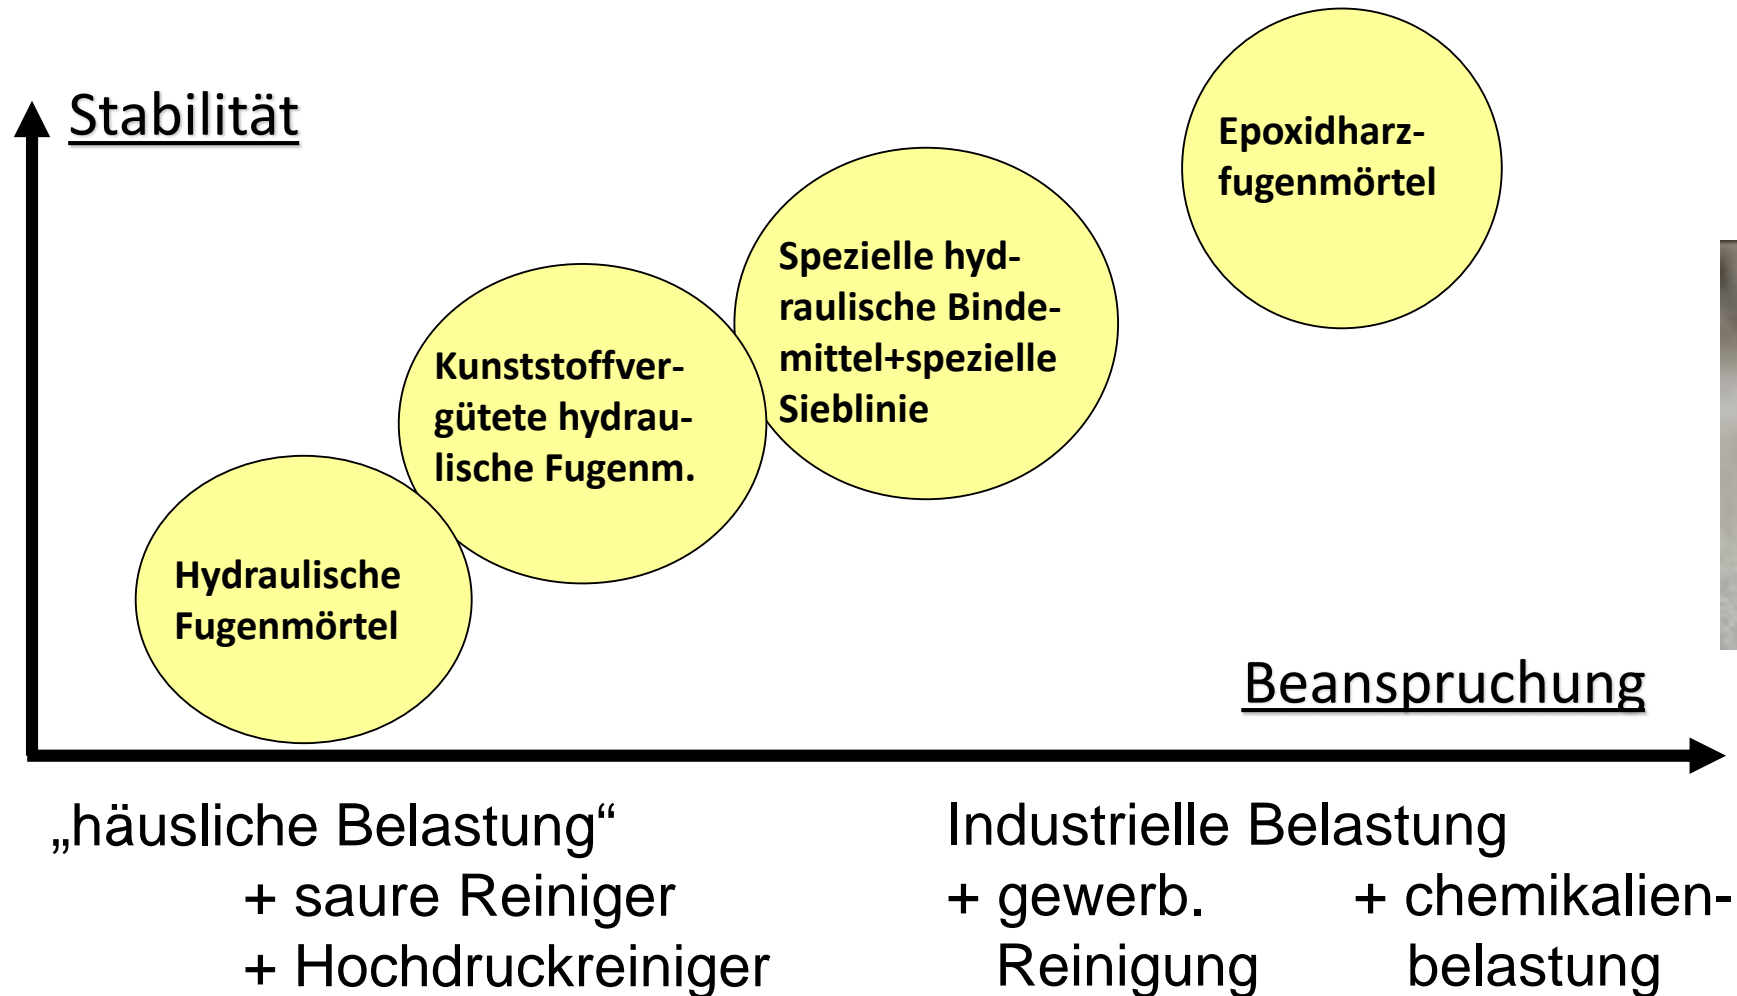 Stabilität
Epoxidharz-
fugenmörtel
Spezielle hyd-
raulische Binde-
mittel+spezielle
Sieblinie
Kunststoffver-
gütete hydrau-
lische Fugenm.
Hydraulische
Fugenmörtel
Beanspruchung
„häusliche Belastung“
+ saure Reiniger
+ Hochdruckreiniger
Industrielle Belastung
+ gewerb.
Reinigung
+ chemikalien-
belastung